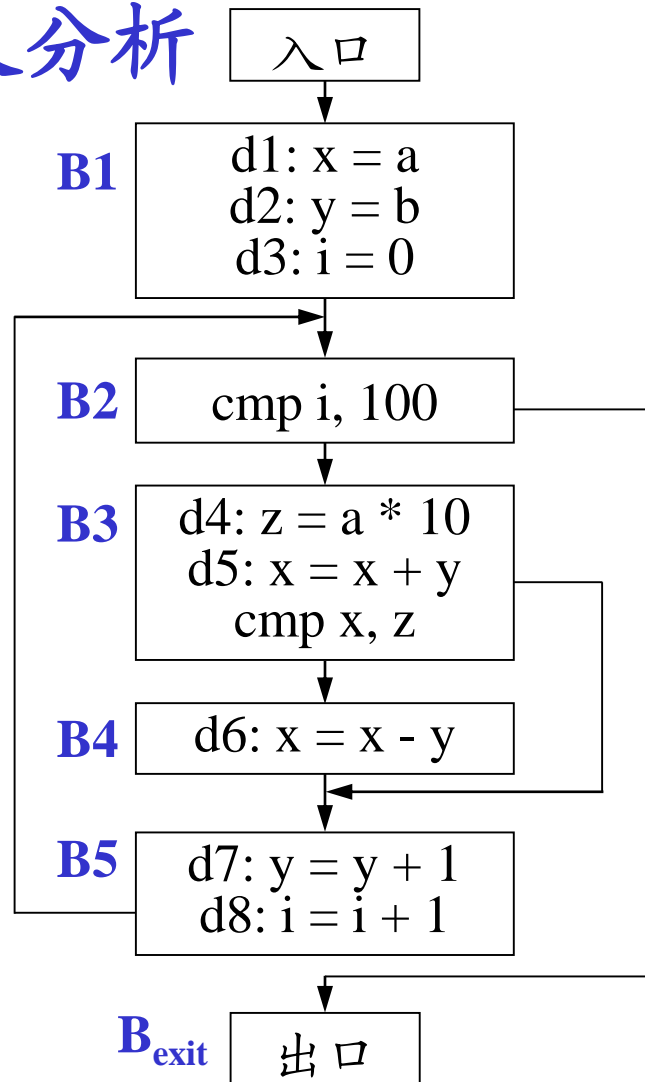 分析
入口
B1
d1: x = a
d2: y = b
d3: i = 0
B2
cmp i, 100
B3
d4: z = a * 10
d5: x = x + y
cmp x, z
B4
d6: x = x - y
B5
d7: y = y + 1
d8: i = i + 1
Bexit
出口